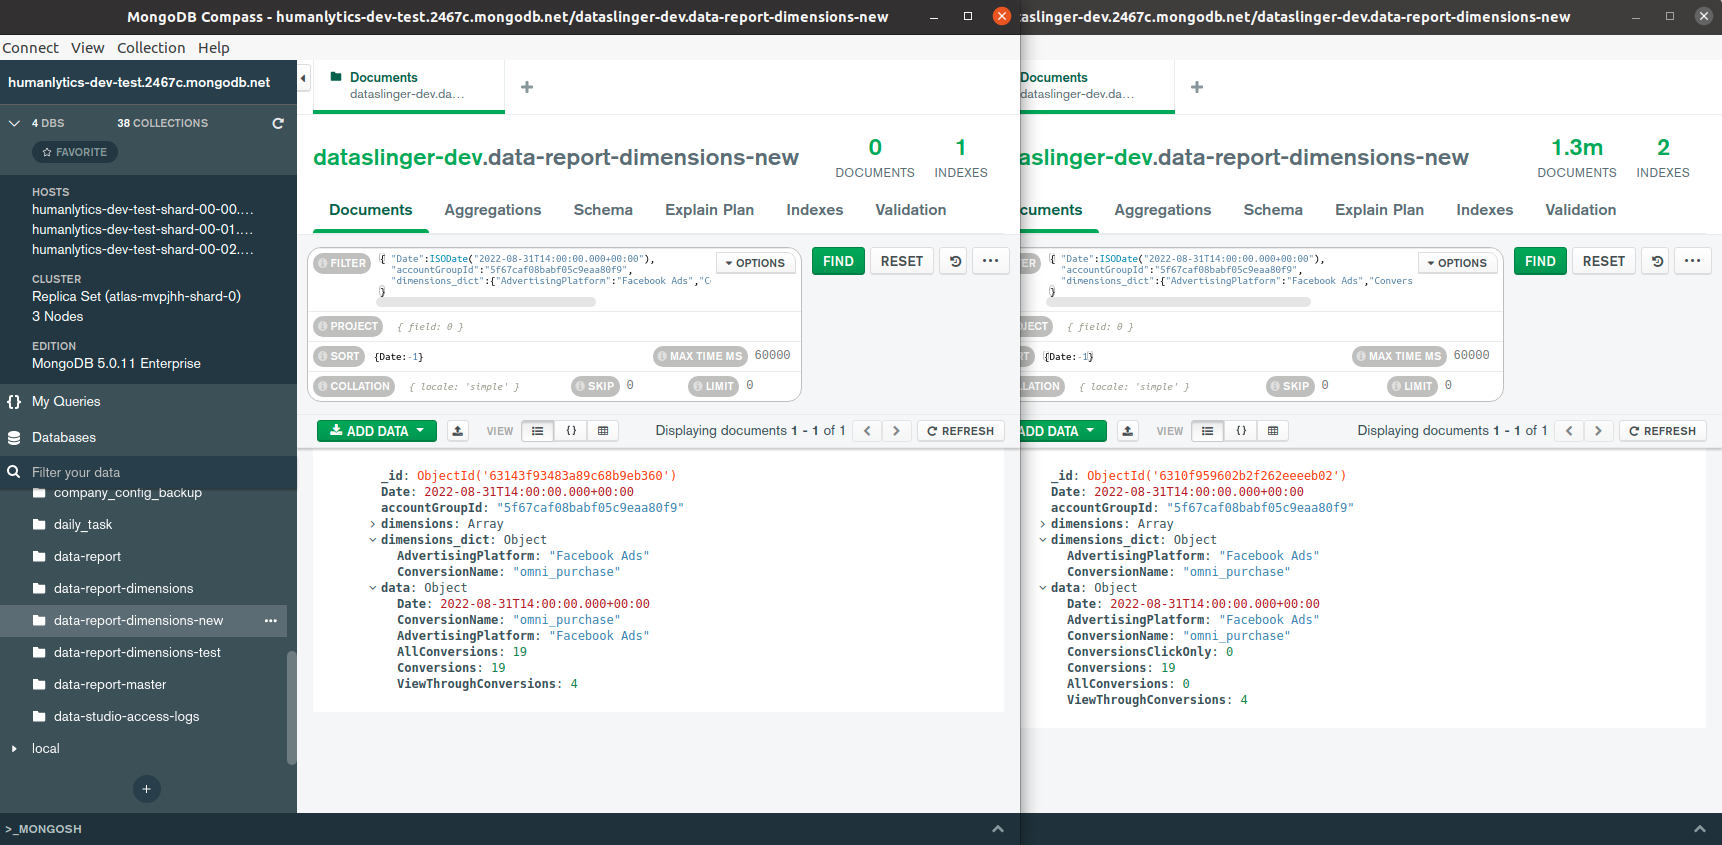 MongoDB Compass - humanlytics-dev-test.2467c.mongodb.net/dataslinger-dev.data-report-dimensions-new
Connect View Collection Help
humanlytics-dev-test.2467c.mongodb.net
4 DBS 38 COLLECTIONS
FAVORITE
HOSTS
humanlytics-dev-test-shard-00-00....
humanlytics-dev-test-shard-00-01....
humanlytics-dev-test-shard-00-02....
CLUSTER
Replica Set (atlas-mvpjhh-shard-0)
3 Nodes
EDITION
MongoDB 5.0.11 Enterprise
{} My Queries
Databases
Filter your data
company_config_backup
daily_task
data-report
data-report-dimensions
data-report-dimensions-new ...
data-report-dimensions-test
data-report-master
data-studio-access-logs
local
+
>_MONGOSH
Documents
dataslinger-dev.da...
+
dataslinger-dev.data-report-dimensions-new
0 DOCUMENTS
1 INDEXES
Documents Aggregations Schema Explain Plan Indexes Validation
FILTER { "Date":ISODate("2022-08-31T14:00:00.000+00:00"),
"accountGroupId":"5f67caf08babf05c9eaa80f9",
"dimensions_dict":{"AdvertisingPlatform":"Facebook Ads","C
}
OPTIONS FIND RESET ...
PROJECT { field: 0 }
SORT {Date:-1} MAX TIME MS 60000
COLLATION { locale: 'simple' } SKIP 0 LIMIT 0
ADD DATA VIEW {} Displaying documents 1 - 1 of 1 < > REFRESH
_id: ObjectId('63143f93483a89c68b9eb360')
Date: 2022-08-31T14:00:00.000+00:00
accountGroupId: "5f67caf08babf05c9eaa80f9"
dimensions: Array
dimensions_dict: Object
AdvertisingPlatform: "Facebook Ads"
ConversionName: "omni_purchase"
data: Object
Date: 2022-08-31T14:00:00.000+00:00
ConversionName: "omni_purchase"
AdvertisingPlatform: "Facebook Ads"
AllConversions: 19
Conversions: 19
ViewThroughConversions: 4
aslinger-dev.2467c.mongodb.net/dataslinger-dev.data-report-dimensions-new
Documents
dataslinger-dev.da...
+
aslinger-dev.data-report-dimensions-new
1.3m DOCUMENTS
2 INDEXES
cuments Aggregations Schema Explain Plan Indexes Validation
ER { "Date":ISODate("2022-08-31T14:00:00.000+00:00"),
"accountGroupId":"5f67caf08babf05c9eaa80f9",
"dimensions_dict":{"AdvertisingPlatform":"Facebook Ads","Convers
}
OPTIONS FIND RESET ...
JECT { field: 0 }
RT {Date:-1} MAX TIME MS 60000
LATION { locale: 'simple' } SKIP 0 LIMIT 0
ADD DATA VIEW {} Displaying documents 1 - 1 of 1 < > REFRESH
_id: ObjectId('6310f959602b2f262eeeeb02')
Date: 2022-08-31T14:00:00.000+00:00
accountGroupId: "5f67caf08babf05c9eaa80f9"
dimensions: Array
dimensions_dict: Object
AdvertisingPlatform: "Facebook Ads"
ConversionName: "omni_purchase"
data: Object
Date: 2022-08-31T14:00:00.000+00:00
AdvertisingPlatform: "Facebook Ads"
ConversionName: "omni_purchase"
ConversionsClickOnly: 0
Conversions: 19
AllConversions: 0
ViewThroughConversions: 4